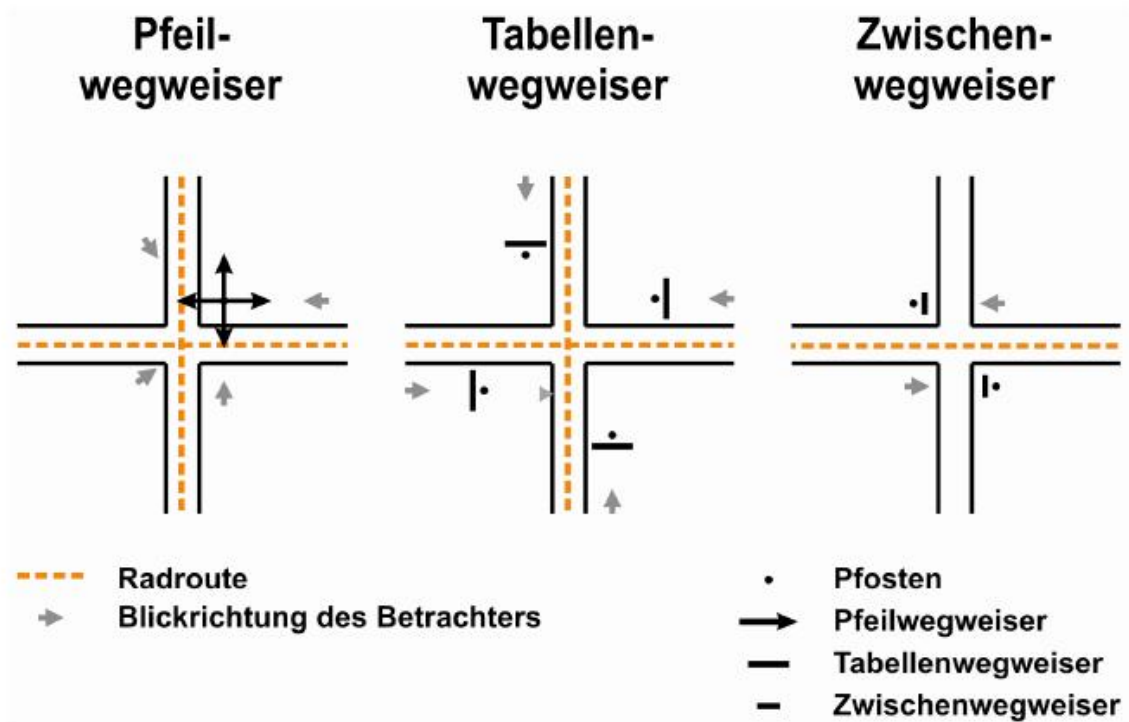 Pfeil-
wegweiser
Tabellen-
wegweiser
Zwischen-
wegweiser
Radroute
Blickrichtung des Betrachters
Pfosten
Pfeilwegweiser
Tabellenwegweiser
Zwischenwegweiser